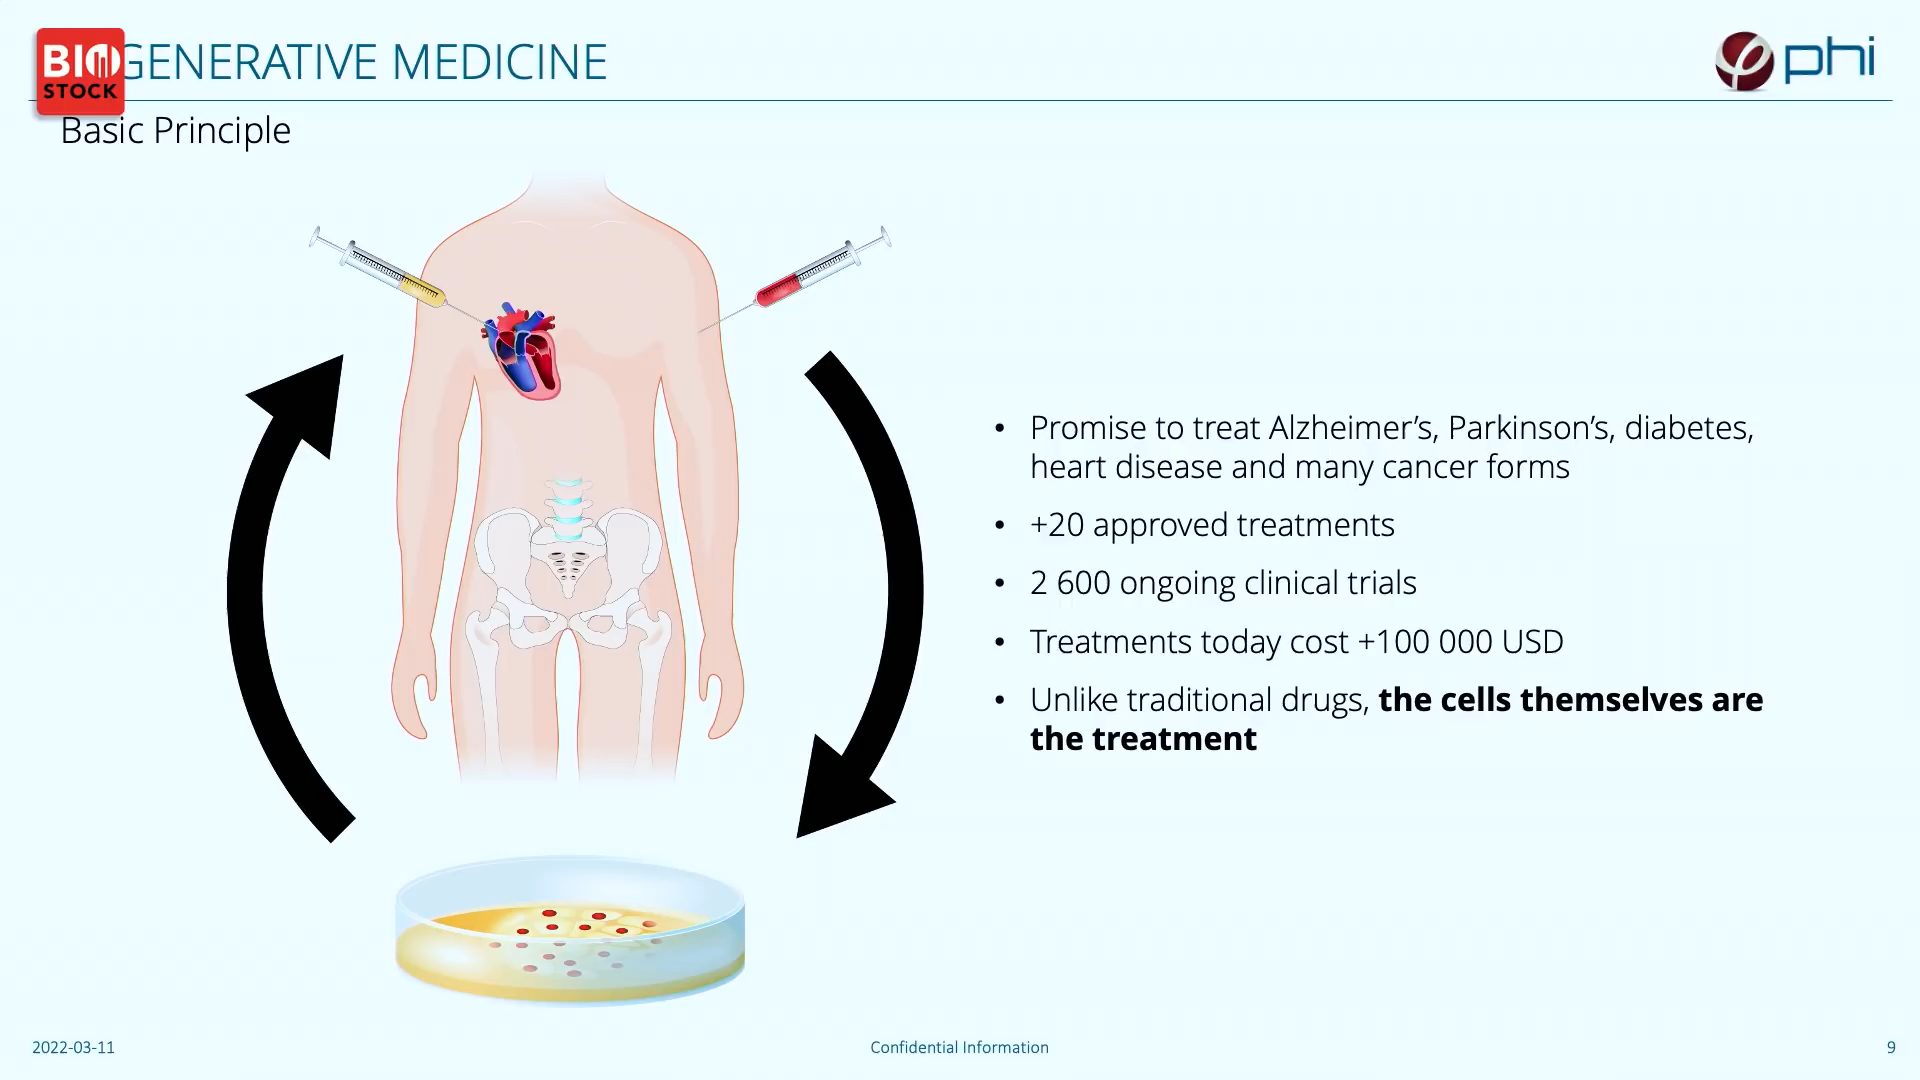 BIO
STOCK
GENERATIVE MEDICINE
phi
Basic Principle
• Promise to treat Alzheimer’s, Parkinson’s, diabetes,
heart disease and many cancer forms
• +20 approved treatments
• 2 600 ongoing clinical trials
• Treatments today cost +100 000 USD
• Unlike traditional drugs, the cells themselves are
the treatment
2022-03-11
Confidential Information
9